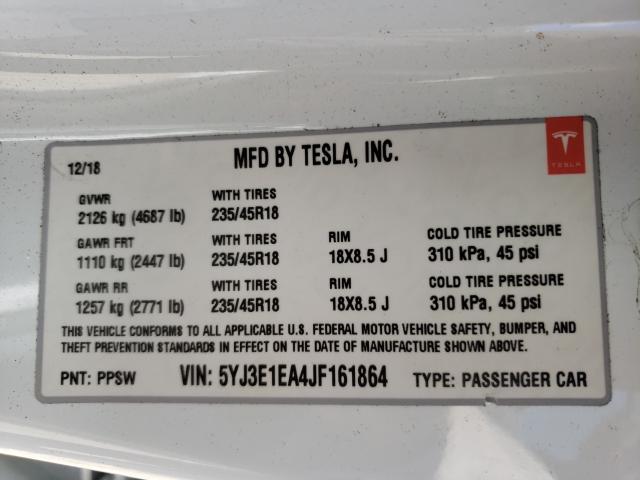 12/18 MFD BY TESLA, INC.
TESLA
GVWR WITH TIRES
2126 kg (4687 lb) 235/45R18
GAWR FRT WITH TIRES RIM COLD TIRE PRESSURE
1110 kg (2447 lb) 235/45R18 18X8.5 J 310 kPa, 45 psi
GAWR RR WITH TIRES RIM COLD TIRE PRESSURE
1257 kg (2771 lb) 235/45R18 18X8.5 J 310 kPa, 45 psi
THIS VEHICLE CONFORMS TO ALL APPLICABLE U.S. FEDERAL MOTOR VEHICLE SAFETY, BUMPER, AND
THEFT PREVENTION STANDARDS IN EFFECT ON THE DATE OF MANUFACTURE SHOWN ABOVE.
PNT: PPSW VIN: 5YJ3E1EA4JF161864 TYPE: PASSENGER CAR